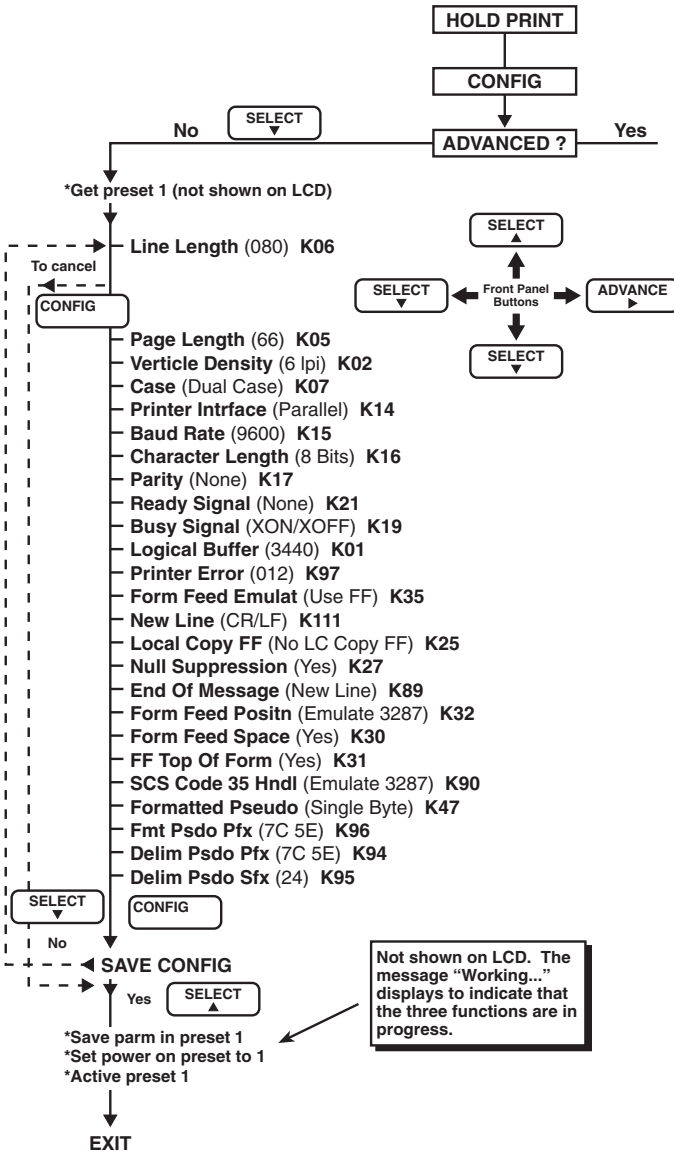 HOLD PRINT
CONFIG
No
SELECT
ADVANCED ?
Yes
*Get preset 1 (not shown on LCD)
Line Length (080) K06
To cancel
CONFIG
SELECT
SELECT
Front Panel
Buttons
ADVANCE
SELECT
Page Length (66) K05
Verticle Density (6 lpi) K02
Case (Dual Case) K07
Printer Intrface (Parallel) K14
Baud Rate (9600) K15
Character Length (8 Bits) K16
Parity (None) K17
Ready Signal (None) K21
Busy Signal (XON/XOFF) K19
Logical Buffer (3440) K01
Printer Error (012) K97
Form Feed Emulat (Use FF) K35
New Line (CR/LF) K111
Local Copy FF (No LC Copy FF) K25
Null Suppression (Yes) K27
End Of Message (New Line) K89
Form Feed Positn (Emulate 3287) K32
Form Feed Space (Yes) K30
FF Top Of Form (Yes) K31
SCS Code 35 Hndl (Emulate 3287) K90
Formatted Pseudo (Single Byte) K47
Fmt Psdo Pfx (7C 5E) K96
Delim Psdo Pfx (7C 5E) K94
Delim Psdo Sfx (24) K95
SELECT
CONFIG
No
SAVE CONFIG
Yes
SELECT
Not shown on LCD. The
message “Working...”
displays to indicate that
the three functions are in
progress.
*Save parm in preset 1
*Set power on preset to 1
*Active preset 1
EXIT